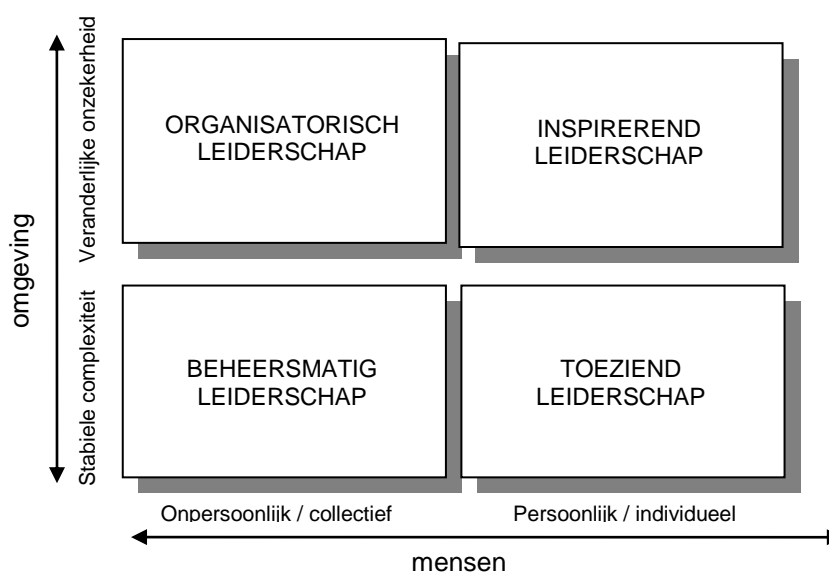 omgeving
Veranderlijke onzekerheid
Stabiele complexiteit
ORGANISATORISCH
LEIDERSCHAP
INSPIREREND
LEIDERSCHAP
BEHEERSMATIG
LEIDERSCHAP
TOEZIEND
LEIDERSCHAP
Onpersoonlijk / collectief
Persoonlijk / individueel
mensen